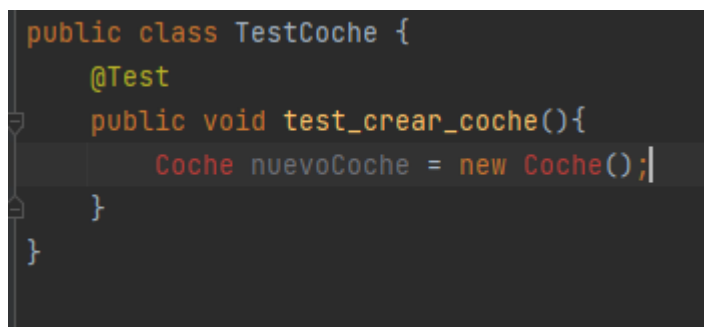 public class TestCoche {
@Test
public void test_crear_coche(){
Coche nuevoCoche = new Coche();
}
}